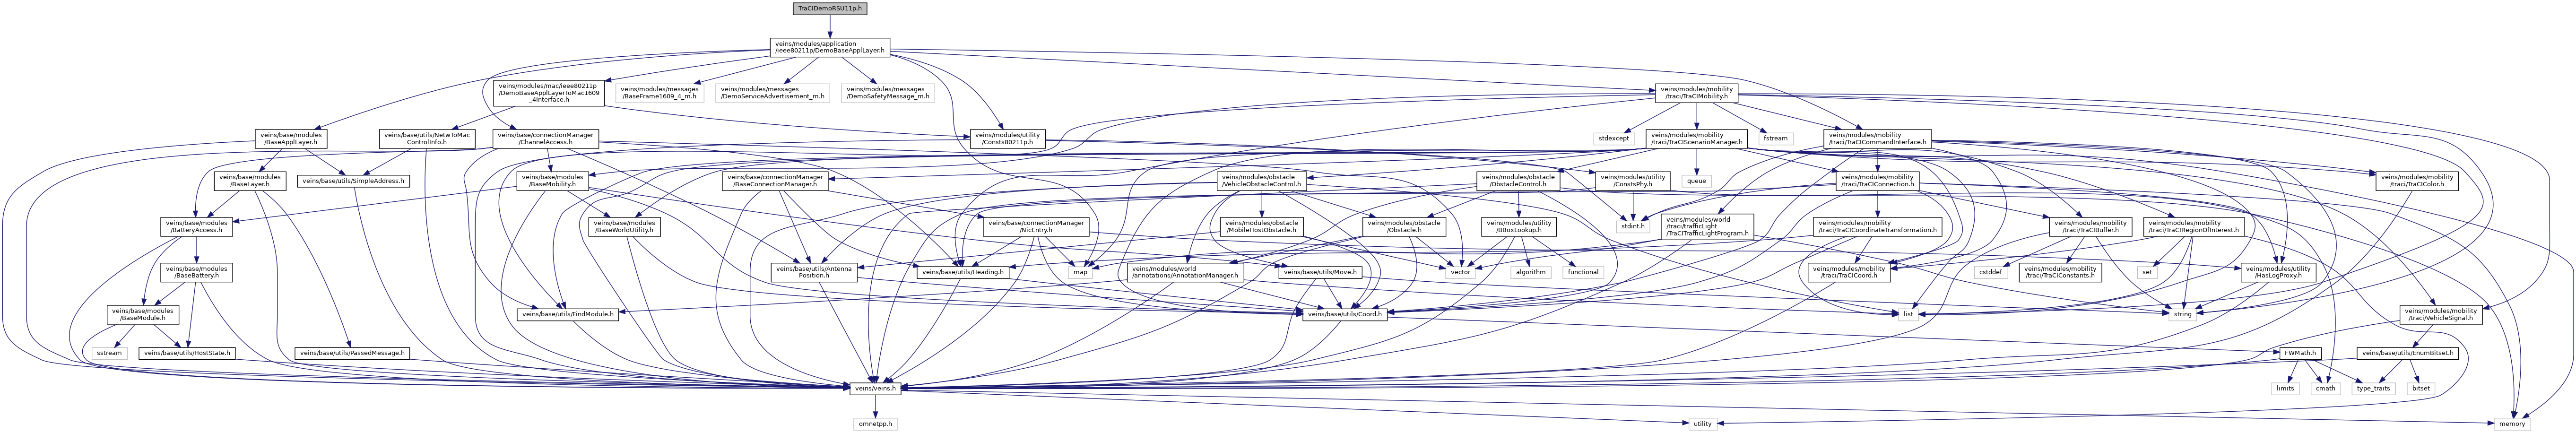 TraCIDemoRSU11p.h
veins/modules/application
/ieee80211p/DemoBaseApplLayer.h
veins/modules/mac/ieee80211p
/DemoBaseApplLayerToMac1609
_4Interface.h
veins/modules/messages
/BaseFrame1609_4_m.h
veins/modules/messages
/DemoServiceAdvertisement_m.h
veins/modules/messages
/DemoSafetyMessage_m.h
veins/modules/mobility
/traci/TraCIMobility.h
veins/base/modules
/BaseApplLayer.h
veins/base/utils/NetwToMac
ControlInfo.h
veins/base/connectionManager
/ChannelAccess.h
veins/modules/utility
/Consts80211p.h
stdexcept
veins/modules/mobility
/traci/TraCIScenarioManager.h
fstream
veins/modules/mobility
/traci/TraCICommandInterface.h
veins/base/modules
/BaseLayer.h
veins/base/utils/SimpleAddress.h
veins/base/modules
/BaseMobility.h
veins/base/connectionManager
/BaseConnectionManager.h
veins/modules/obstacle
/VehicleObstacleControl.h
veins/modules/obstacle
/ObstacleControl.h
veins/modules/utility
/ConstsPhy.h
queue
veins/modules/mobility
/traci/TraCIConnection.h
veins/modules/mobility
/traci/TraCIColor.h
veins/base/modules
/BatteryAccess.h
veins/base/modules
/BaseWorldUtility.h
veins/base/connectionManager
/NicEntry.h
veins/modules/obstacle
/MobileHostObstacle.h
veins/modules/obstacle
/Obstacle.h
veins/modules/utility
/BBoxLookup.h
stdint.h
veins/modules/world
/traci/trafficLight
/TraCITrafficLightProgram.h
veins/modules/mobility
/traci/TraCICoordinateTransformation.h
veins/modules/mobility
/traci/TraCIBuffer.h
veins/modules/mobility
/traci/TraCIRegionOfInterest.h
veins/base/modules
/BaseBattery.h
veins/base/utils/Antenna
Position.h
veins/base/utils/Heading.h
map
veins/modules/world
/annotations/AnnotationManager.h
veins/base/utils/Move.h
vector
algorithm
functional
veins/modules/mobility
/traci/TraCICoord.h
cstddef
veins/modules/mobility
/traci/TraCIConstants.h
set
veins/modules/utility
/HasLogProxy.h
veins/base/modules
/BaseModule.h
veins/base/utils/FindModule.h
veins/base/utils/Coord.h
list
string
veins/modules/mobility
/traci/VehicleSignal.h
sstream
veins/base/utils/HostState.h
veins/base/utils/PassedMessage.h
FWMath.h
veins/base/utils/EnumBitset.h
veins/veins.h
limits
cmath
type_traits
bitset
omnetpp.h
utility
memory